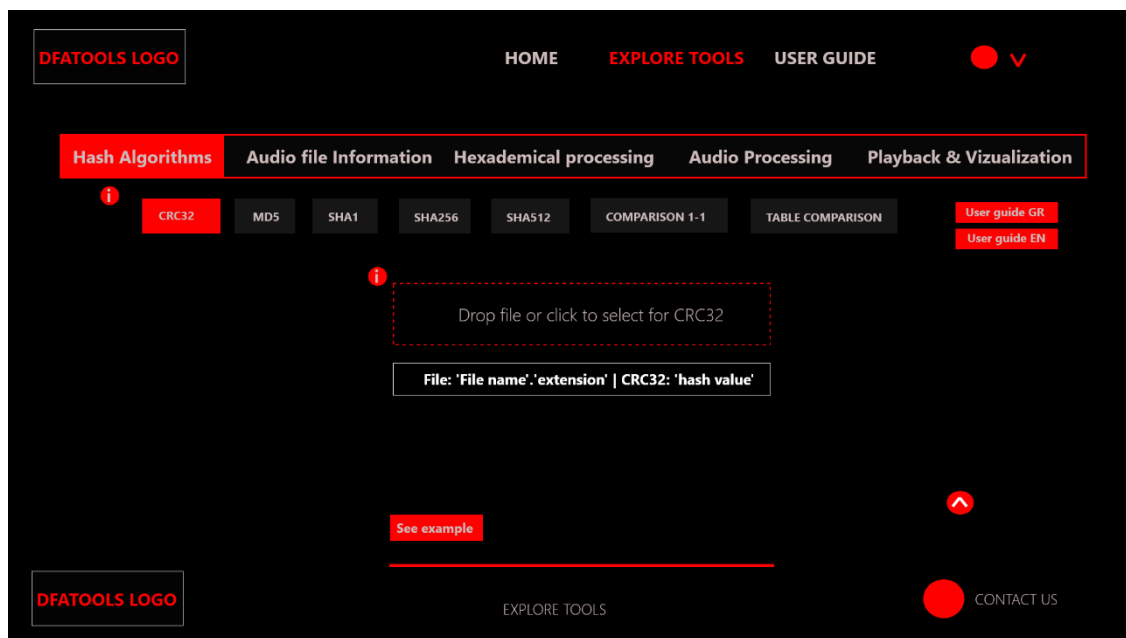 DFATOOLS LOGO
HOME
EXPLORE TOOLS
USER GUIDE
Hash Algorithms
Audio file Information
Hexademical processing
Audio Processing
Playback & Vizualization
i
CRC32
MD5
SHA1
SHA256
SHA512
COMPARISON 1-1
TABLE COMPARISON
User guide GR
User guide EN
i
Drop file or click to select for CRC32
File: 'File name'.'extension' | CRC32: 'hash value'
See example
DFATOOLS LOGO
EXPLORE TOOLS
CONTACT US